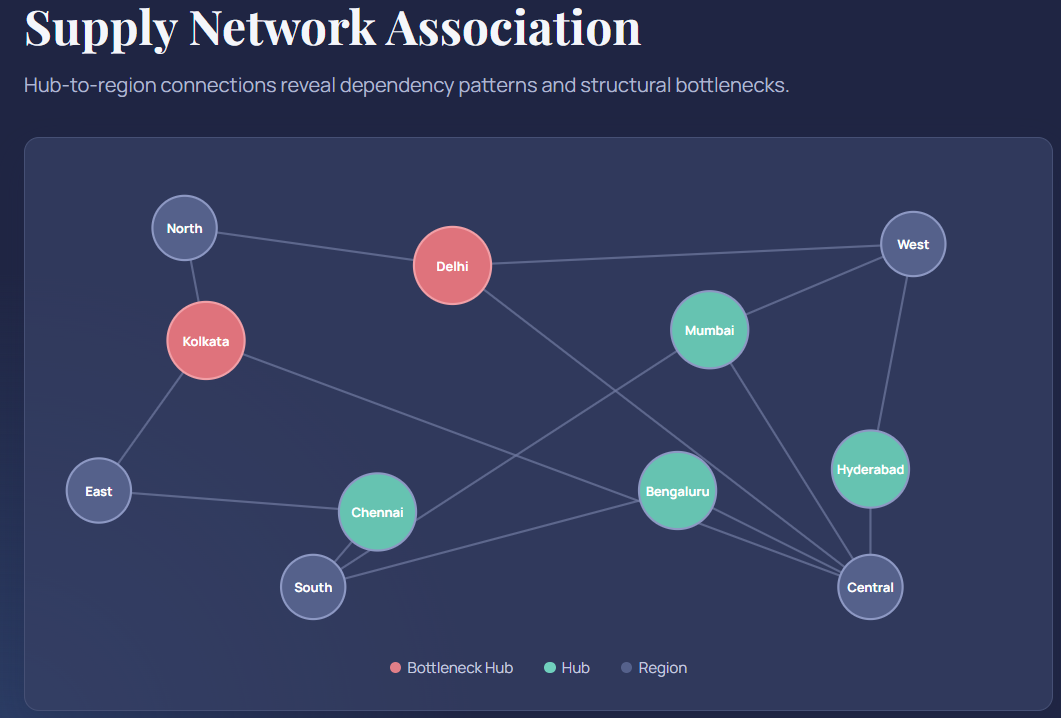 Supply Network Association
Hub-to-region connections reveal dependency patterns and structural bottlenecks.
North
Delhi
West
Mumbai
Kolkata
Hyderabad
East
Bengaluru
Chennai
South
Central
Bottleneck Hub
Hub
Region